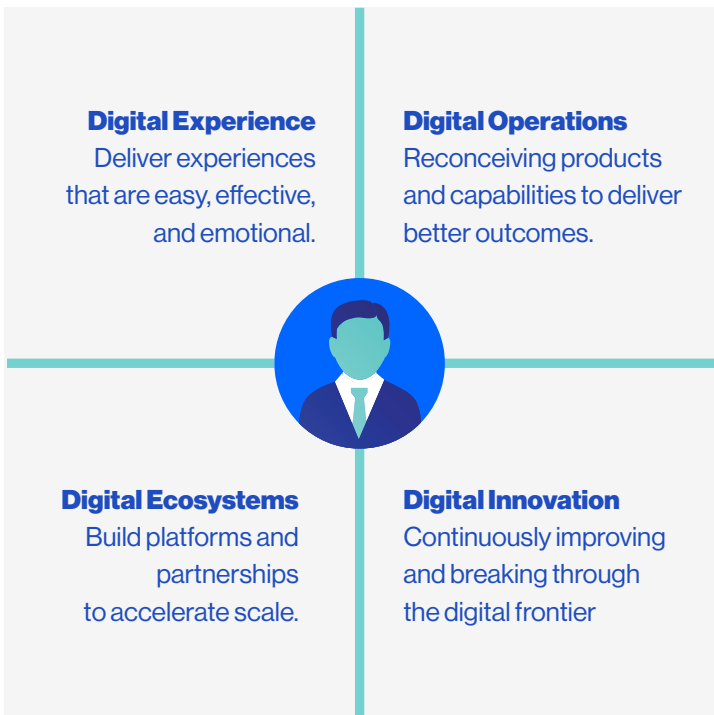 Digital Experience
Deliver experiences
that are easy, effective,
and emotional.
Digital Operations
Reconceiving products
and capabilities to deliver
better outcomes.
Digital Ecosystems
Build platforms and
partnerships
to accelerate scale.
Digital Innovation
Continuously improving
and breaking through
the digital frontier